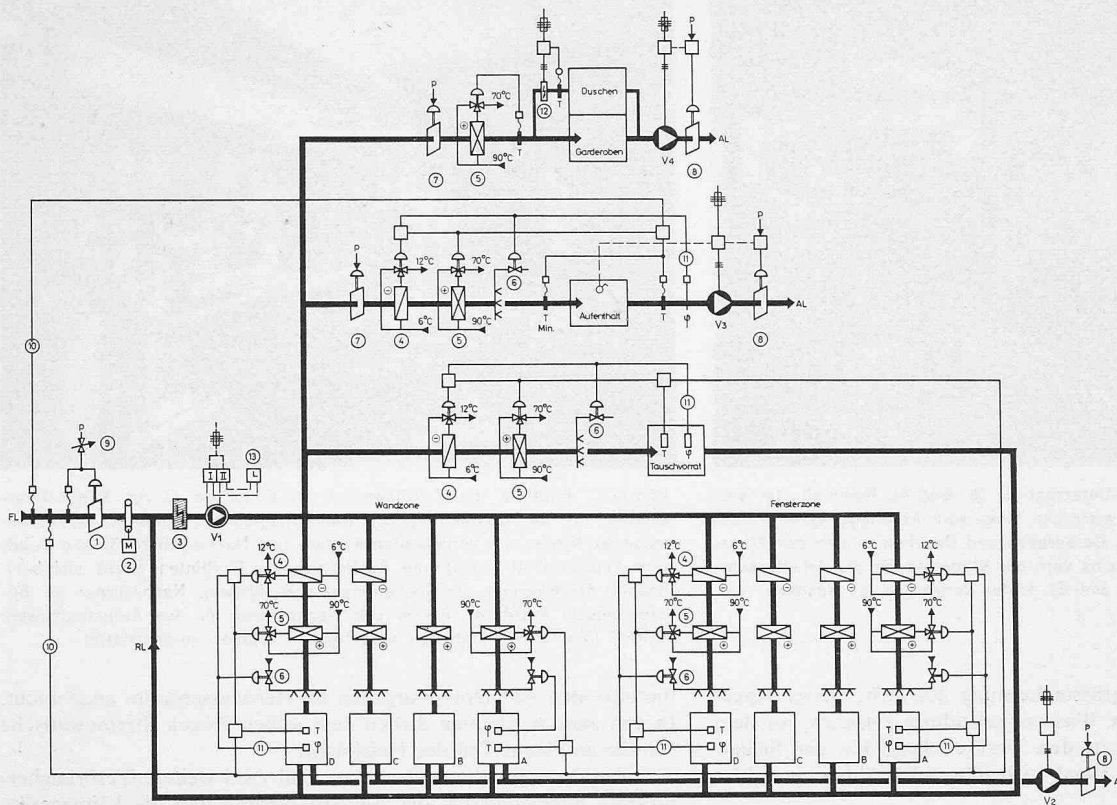 P
70°C
⊕
90°C
⑦
⑤
T
⑫
T
Duschen
Garderoben
V4
P
AL
⑧
P
12°C
70°C
⊖
⊕
6°C
90°C
⑥
⑦
④
⑤
T
Min.
Aufenthalt
T
φ
⑪
V3
P
AL
⑧
⑩
12°C
70°C
⊖
⊕
6°C
90°C
⑥
④
⑤
⑪
T φ
Tauschvorrat
P
⑨
FL
①
M
②
③
I II
L
⑬
V1
Wandzone
Fensterzone
12°C
6°C
④
⊖
⊖
⊖
⊖
6°C
12°C
70°C
90°C
⑤
⊕
⊕
⊕
⊕
90°C
70°C
⑥
T
φ
⑪
D
C
B
φ
T
A
12°C
6°C
④
⊖
⊖
⊖
⊖
6°C
12°C
70°C
90°C
⑤
⊕
⊕
⊕
⊕
90°C
70°C
⑥
T
φ
⑪
D
C
B
T
φ
A
⑩
RL
V2
P
⑧